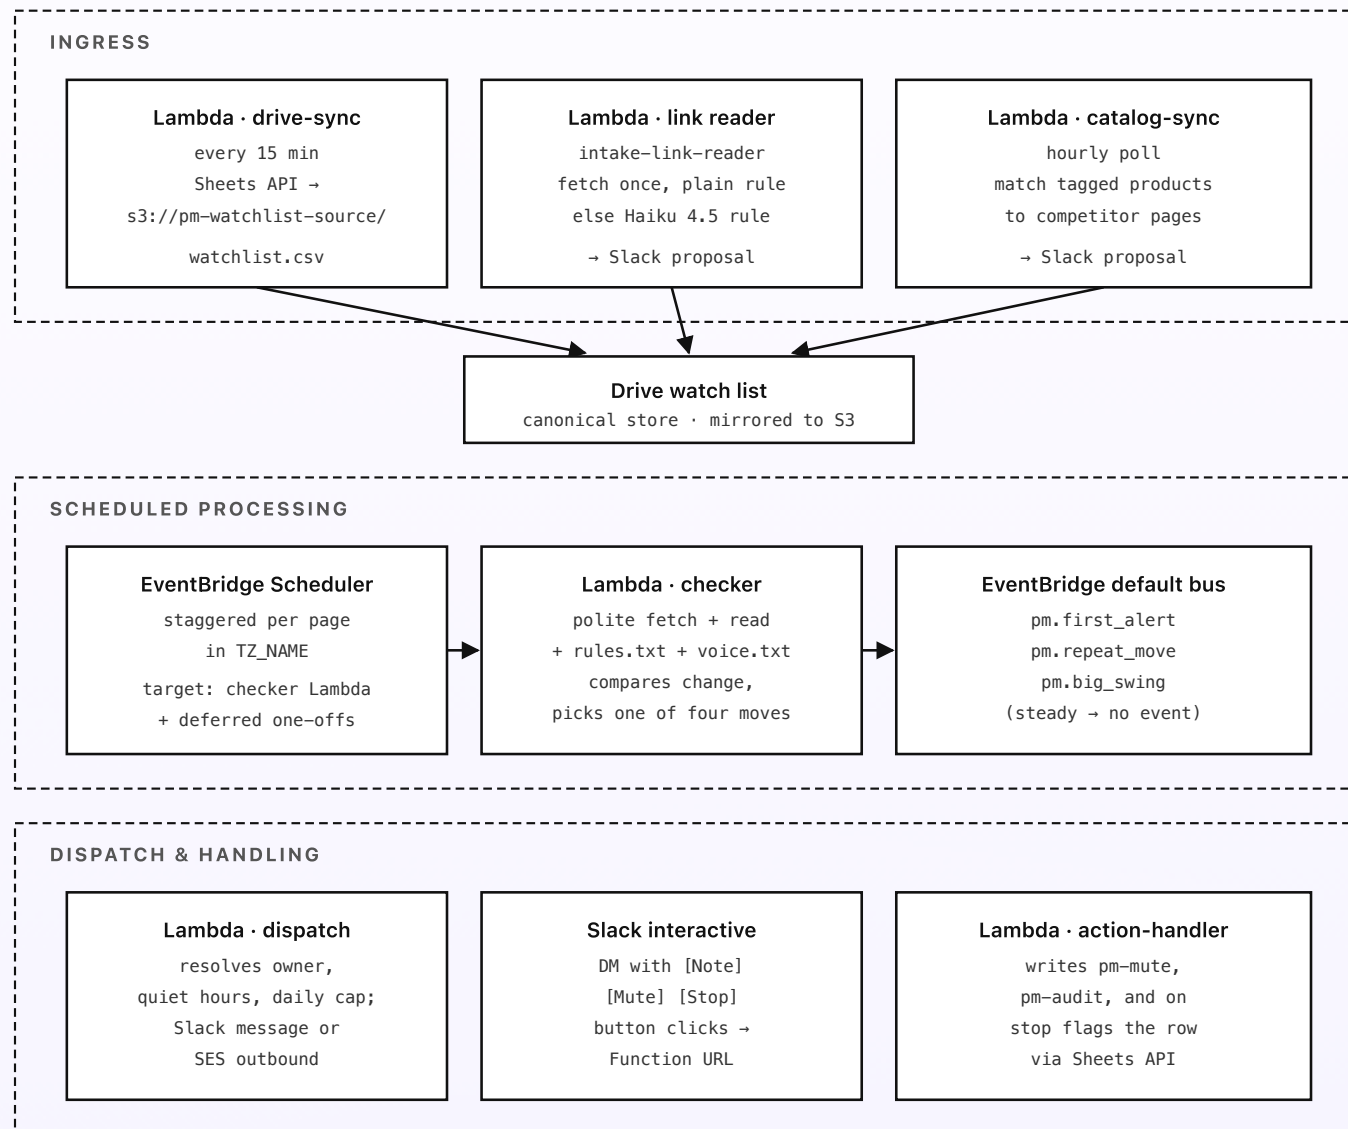 INGRESS
Lambda · drive-sync
every 15 min
Sheets API →
s3://pm-watchlist-source/
watchlist.csv
Lambda · link reader
intake-link-reader
fetch once, plain rule
else Haiku 4.5 rule
→ Slack proposal
Lambda · catalog-sync
hourly poll
match tagged products
to competitor pages
→ Slack proposal
Drive watch list
canonical store · mirrored to S3
SCHEDULED PROCESSING
EventBridge Scheduler
staggered per page
in TZ_NAME
target: checker Lambda
+ deferred one-offs
Lambda · checker
polite fetch + read
+ rules.txt + voice.txt
compares change,
picks one of four moves
EventBridge default bus
pm.first_alert
pm.repeat_move
pm.big_swing
(steady → no event)
DISPATCH & HANDLING
Lambda · dispatch
resolves owner,
quiet hours, daily cap;
Slack message or
SES outbound
Slack interactive
DM with [Note]
[Mute] [Stop]
button clicks →
Function URL
Lambda · action-handler
writes pm-mute,
pm-audit, and on
stop flags the row
via Sheets API